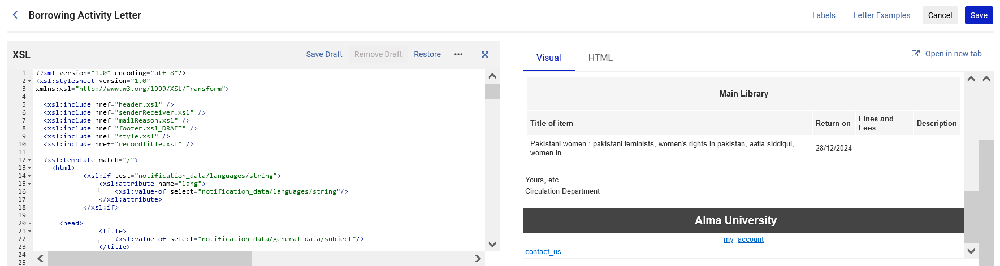 Borrowing Activity Letter
Labels
Letter Examples
Cancel
Save
XSL
Save Draft
Remove Draft
Restore
1 <?xml version="1.0" encoding="utf-8"?>
2 <xsl:stylesheet version="1.0"
3 xmlns:xsl="http://www.w3.org/1999/XSL/Transform">
4
5 <xsl:include href="header.xsl" />
6 <xsl:include href="senderReceiver.xsl" />
7 <xsl:include href="mailReason.xsl" />
8 <xsl:include href="footer.xsl_DRAFT" />
9 <xsl:include href="style.xsl" />
10 <xsl:include href="recordTitle.xsl" />
11
12 <xsl:template match="/">
13 <html>
14 <xsl:if test="notification_data/languages/string">
15 <xsl:attribute name="lang">
16 <xsl:value-of select="notification_data/languages/string"/>
17 </xsl:attribute>
18 </xsl:if>
19
20 <head>
21 <title>
22 <xsl:value-of select="notification_data/general_data/subject"/>
23 </title>
24
25
Visual
HTML
Open in new tab
Main Library
Title of item
Return on
Fines and
Fees
Description
Pakistani women : pakistani feminists, women's rights in pakistan, aafia siddiqui,
women in.
28/12/2024
Yours, etc.
Circulation Department
Alma University
my_account
contact_us